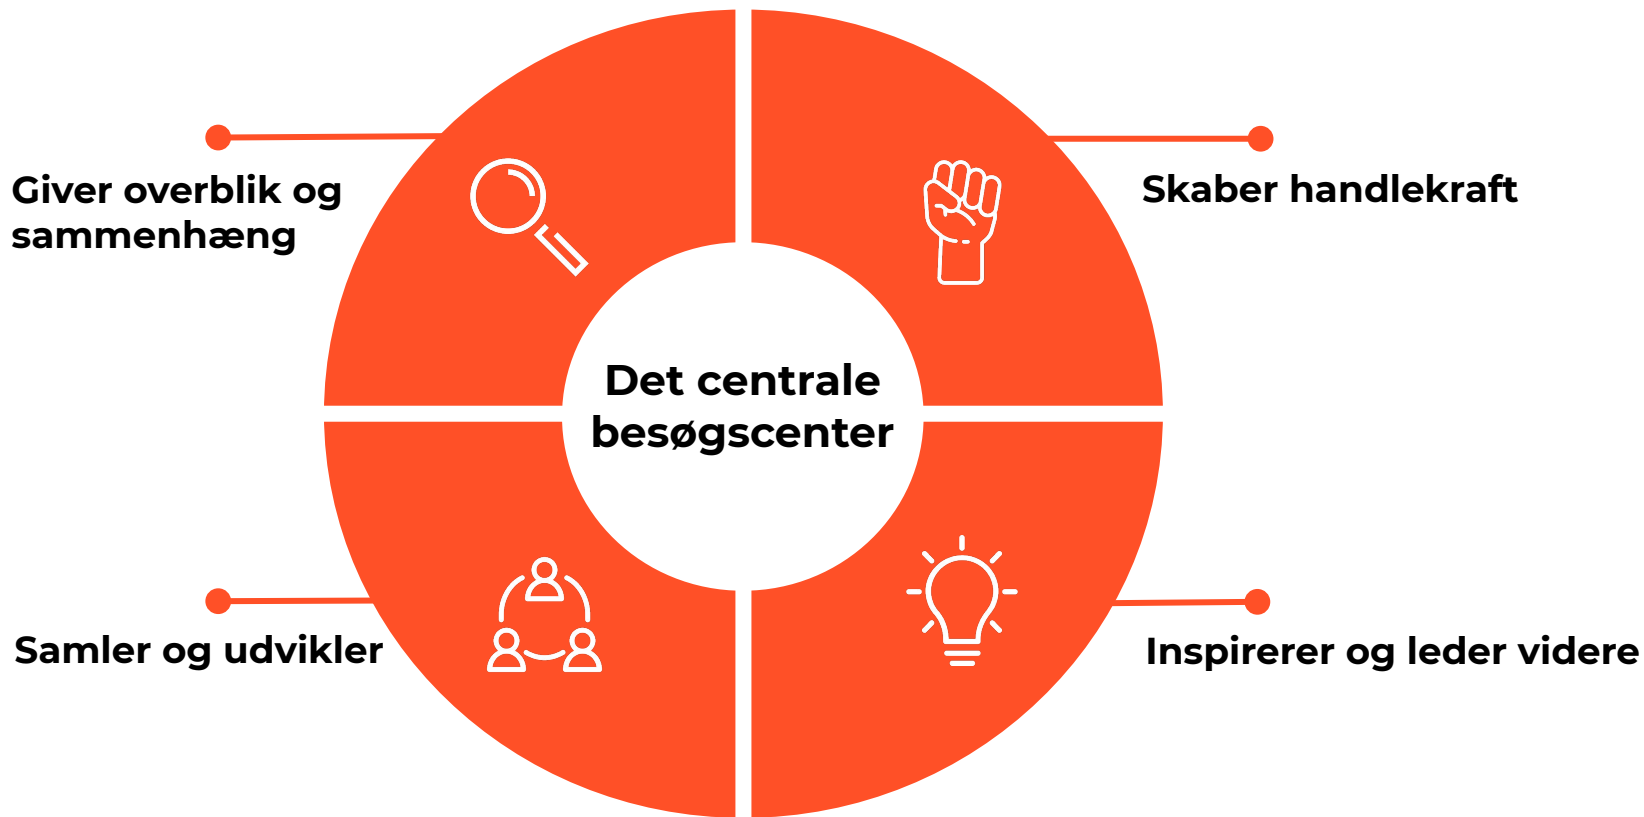 Giver overblik og
sammenhæng
Skaber handlekraft
Det centrale
besøgscenter
Samler og udvikler
Inspirerer og leder videre